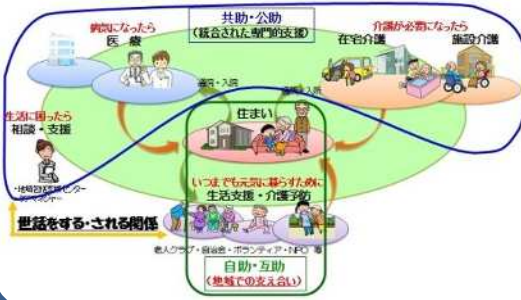 共助・公助
(統合された専門的支援)
病気になったら
医療
介護が必要になったら
在宅介護
施設介護
通院・入院
生活に困ったら
相談・支援
住まい
いつまでも元気に暮らすために
生活支援・介護予防
世話をする・される関係
老人クラブ・自治会・ボランティア・NPO 等
自助・互助
(地域での支え合い)